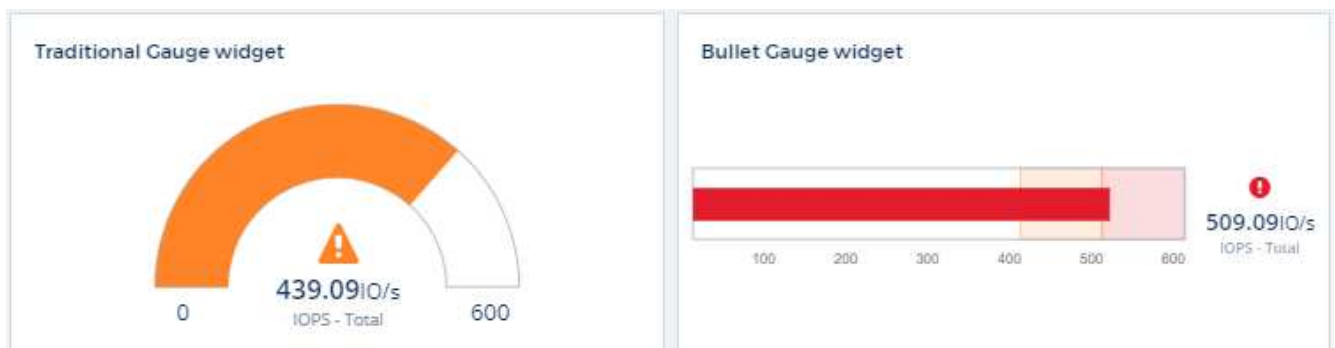 Traditional Gauge widget
439.09IO/s
0
IOPS - Total
600
Bullet Gauge widget
100 200 300 400 500 600
509.09IO/s
IOPS - Total